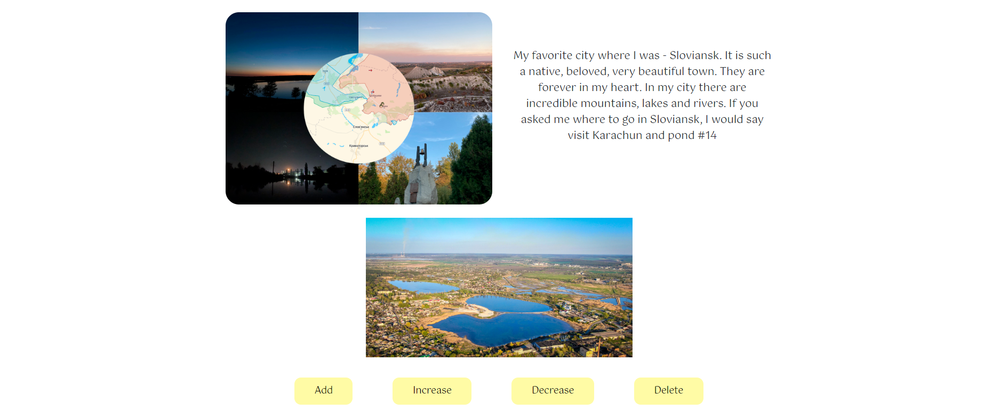 My favorite city where I was - Sloviansk. It is such
a native, beloved, very beautiful town. They are
forever in my heart. In my city there are
incredible mountains, lakes and rivers. If you
asked me where to go in Sloviansk, I would say
visit Karachun and pond #14
Слов'янськ
Краматорськ
Add
Increase
Decrease
Delete